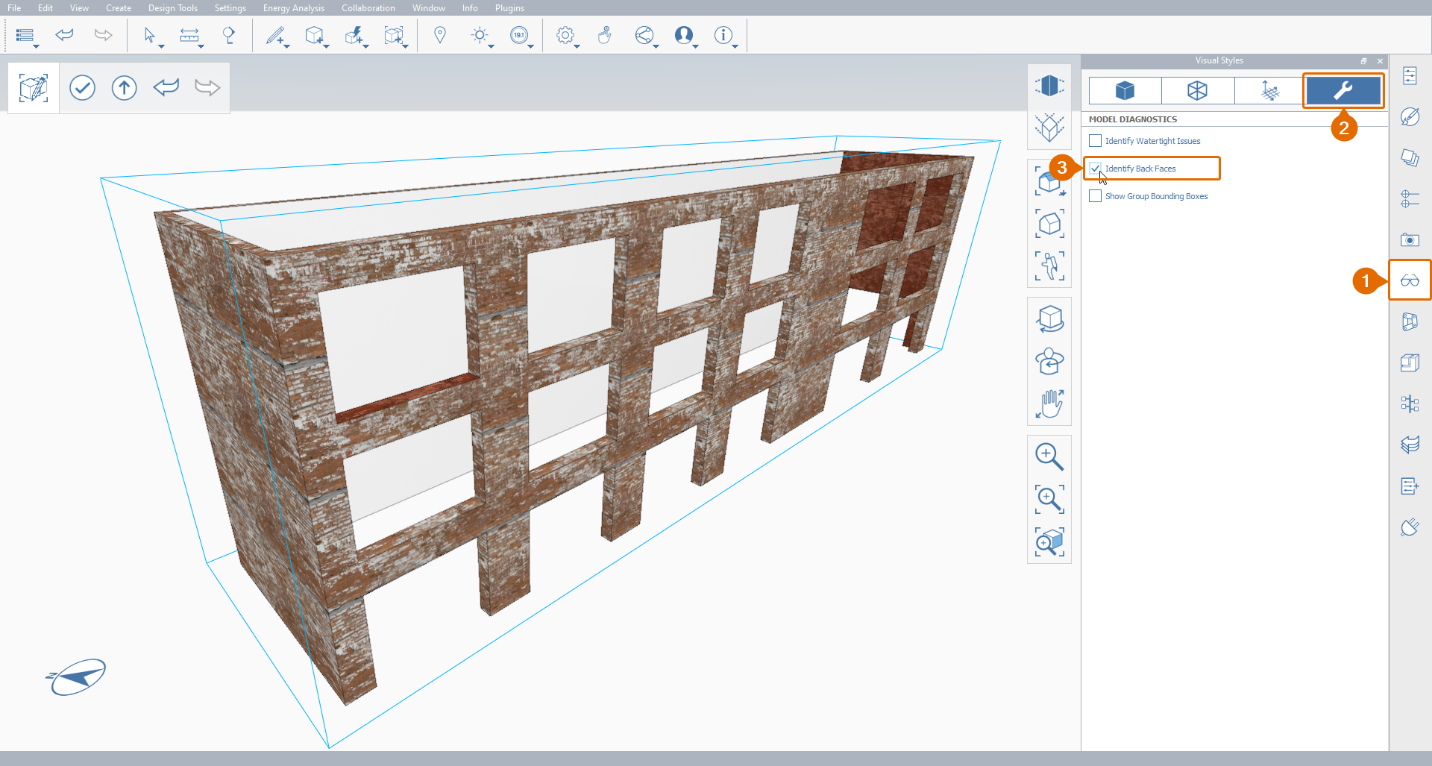 File Edit View Create Design Tools Settings Energy Analysis Collaboration Window Info Plugins
Visual Styles
MODEL DIAGNOSTICS
2
Identify Watertight Issues
3
Identify Back Faces
Show Group Bounding Boxes
1